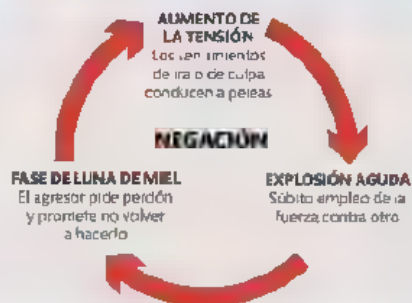 AUMENTO DE
LA TENSIÓN
Los sentimientos
de ira o de culpa
conducen a peleas
NEGACIÓN
FASE DE LUNA DE MIEL
El agresor pide perdón
y promete no volver
a hacerlo
EXPLOSIÓN AGUDA
Súbito empleo de la
fuerza contra otro